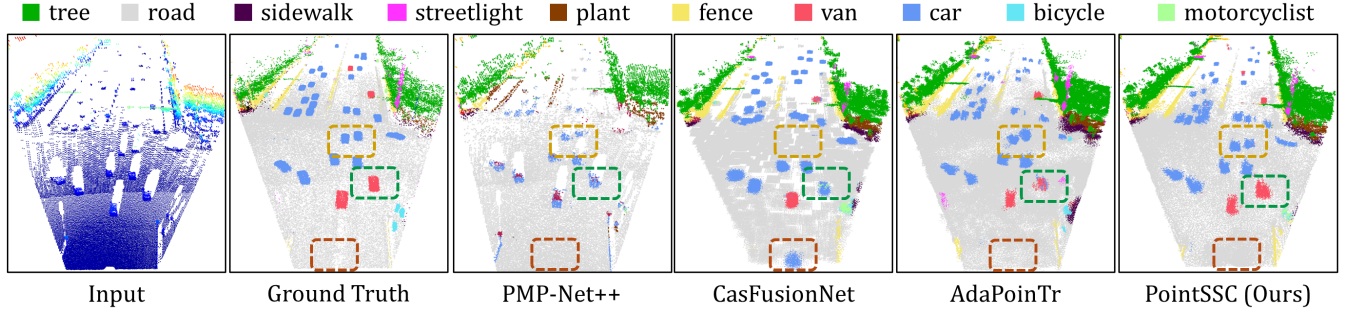 tree road sidewalk streetlight plant fence van car bicycle motorcyclist
Input Ground Truth PMP-Net++ CasFusionNet AdaPoinTr PointSSC (Ours)